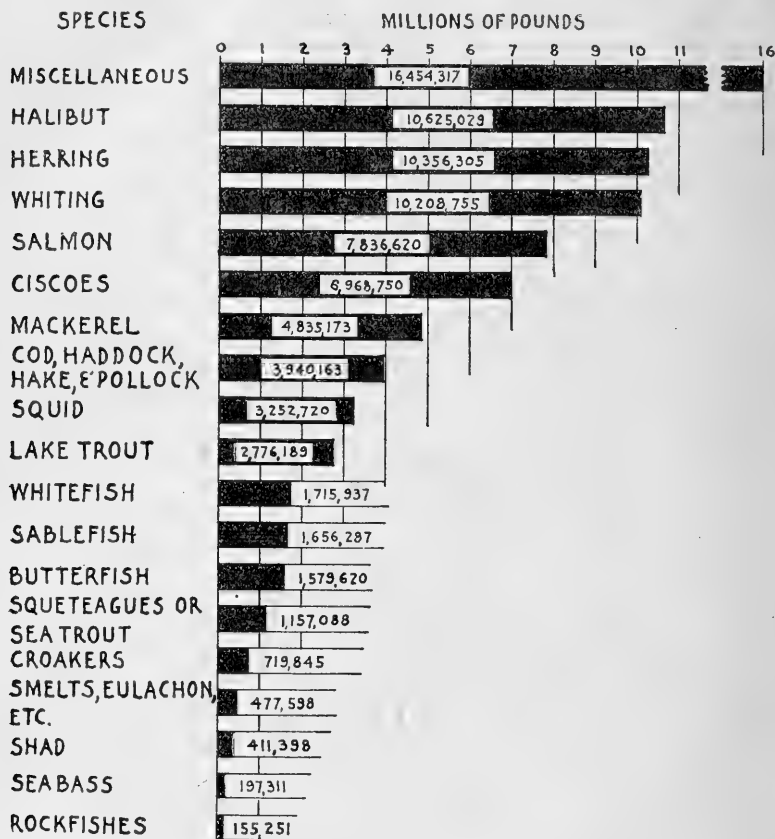 SPECIES MILLIONS OF POUNDS
0 1 2 3 4 5 6 7 8 9 10 11 16
MISCELLANEOUS 16,454,317
HALIBUT 10,625,029
HERRING 10,356,305
WHITING 10,208,755
SALMON 7,836,620
CISCOES 6,968,750
MACKEREL 4,835,173
COD, HADDOCK,
HAKE, & POLLOCK 3,940,163
SQUID 3,252,720
LAKE TROUT 2,776,189
WHITEFISH 1,715,937
SABLEFISH 1,656,287
BUTTERFISH 1,579,620
SQUETEAGUES OR
SEA TROUT 1,157,088
CROAKERS 719,845
SMELTS, EULACHON,
ETC. 477,598
SHAD 411,398
SEA BASS 197,311
ROCKFISHES 155,251